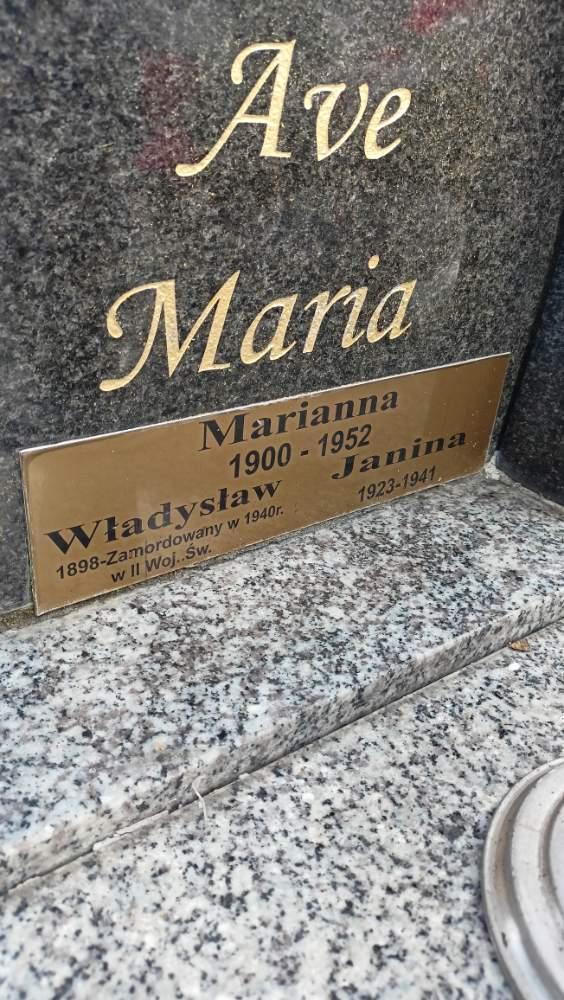 Ave
Maria
Marianna
1900 - 1952
Władysław
1898-Zamordowany w 1940r.
w II Woj..Św.
Janina
1923-1941